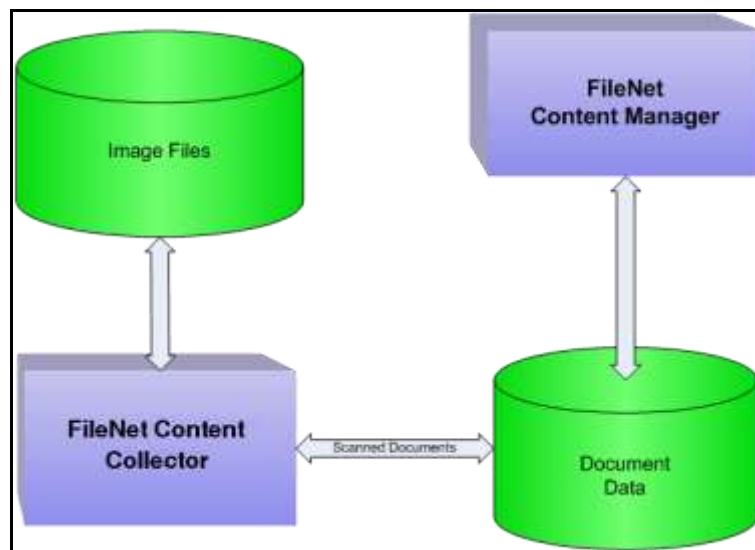 Image Files
FileNet
Content Manager
FileNet Content
Collector
Scanned Documents
Document
Data